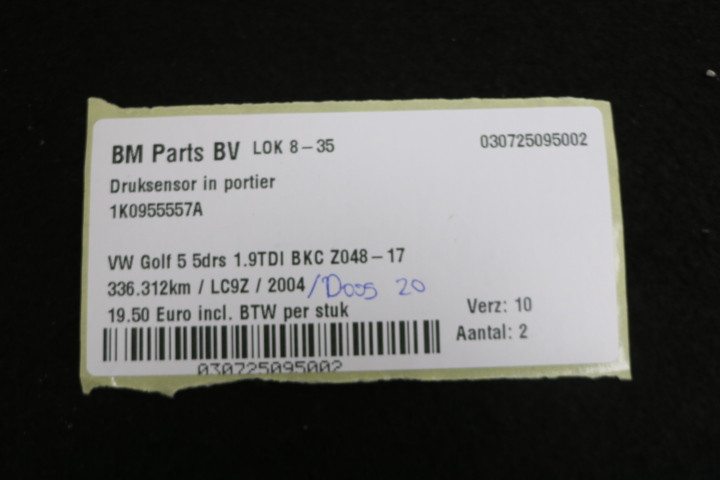 BM Parts BV LOK 8-35 030725095002
Druksensor in portier
1K0955557A
VW Golf 5 5drs 1.9TDI BKC Z048-17
336.312km / LC9Z / 2004 /Doos 20
19.50 Euro incl. BTW per stuk Verz: 10
Aantal: 2
030725095002